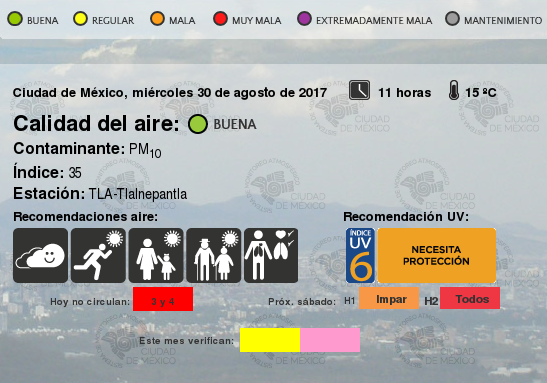 BUENA REGULAR MALA MUY MALA EXTREMADAMENTE MALA MANTENIMIENTO
Ciudad de México, miércoles 30 de agosto de 2017 11 horas 15 ºC
Calidad del aire: BUENA
Contaminante: PM10
Índice: 35
Estación: TLA-Tlalnepantla
Recomendaciones aire: Recomendación UV:
ÍNDICE
UV
6
NECESITA
PROTECCIÓN
Hoy no circulan: 3 y 4 Próx. sábado: H1 Impar H2 Todos
Este mes verifican:
CIUDAD
DE MÉXICO